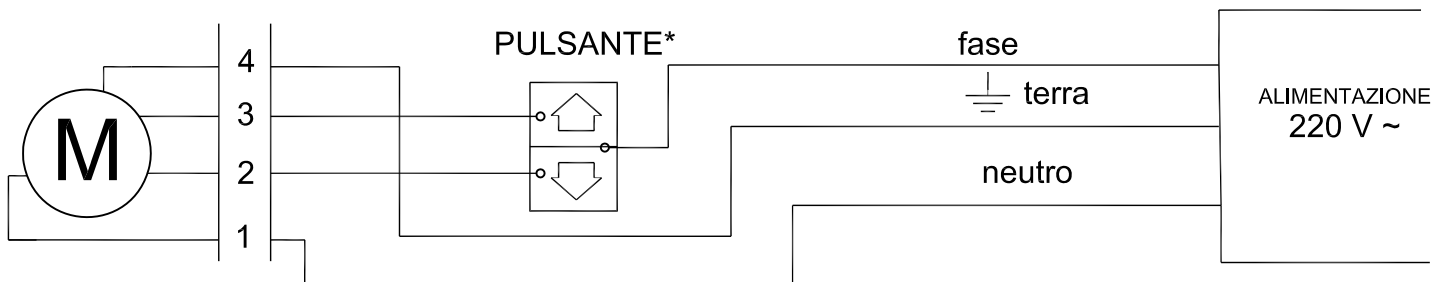 PULSANTE*
fase
terra
neutro
ALIMENTAZIONE
220 V ~
M
4
3
2
1